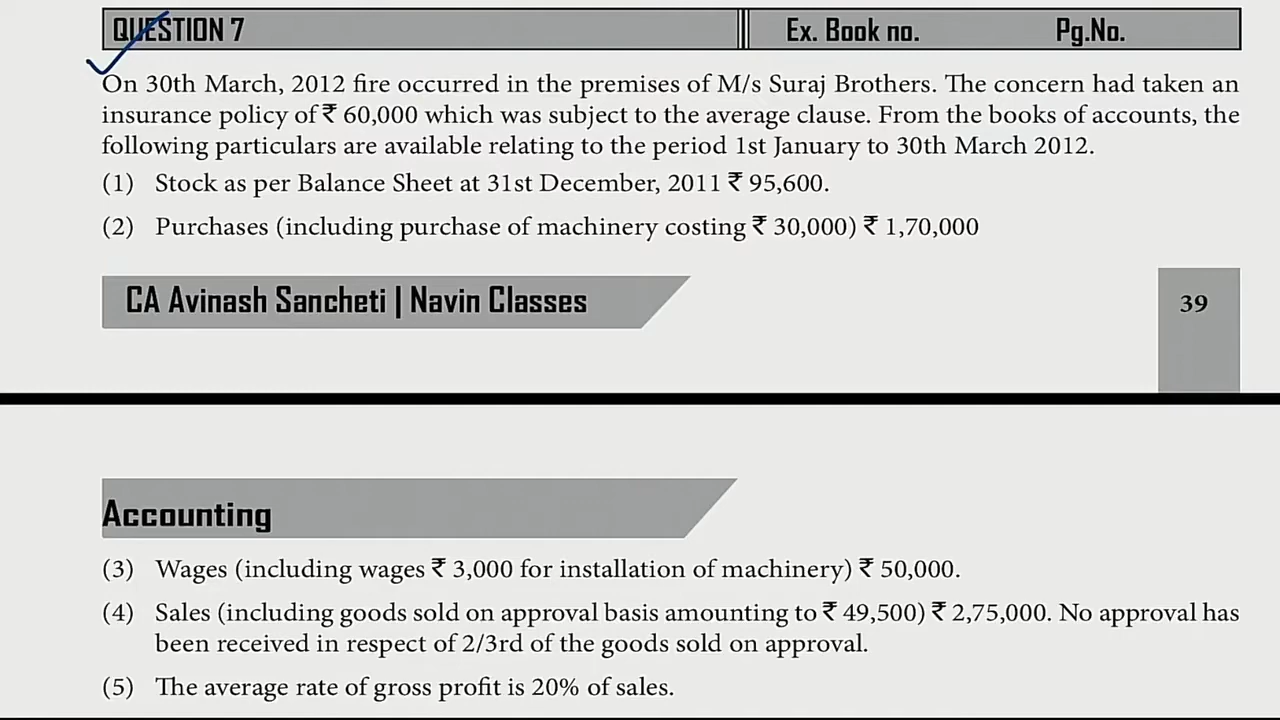 QUESTION 7 Ex. Book no. Pg.No.
On 30th March, 2012 fire occurred in the premises of M/s Suraj Brothers. The concern had taken an
insurance policy of ₹ 60,000 which was subject to the average clause. From the books of accounts, the
following particulars are available relating to the period 1st January to 30th March 2012.
(1) Stock as per Balance Sheet at 31st December, 2011 ₹ 95,600.
(2) Purchases (including purchase of machinery costing ₹ 30,000) ₹ 1,70,000
CA Avinash Sancheti | Navin Classes
39
Accounting
(3) Wages (including wages ₹ 3,000 for installation of machinery) ₹ 50,000.
(4) Sales (including goods sold on approval basis amounting to ₹ 49,500) ₹ 2,75,000. No approval has
been received in respect of 2/3rd of the goods sold on approval.
(5) The average rate of gross profit is 20% of sales.